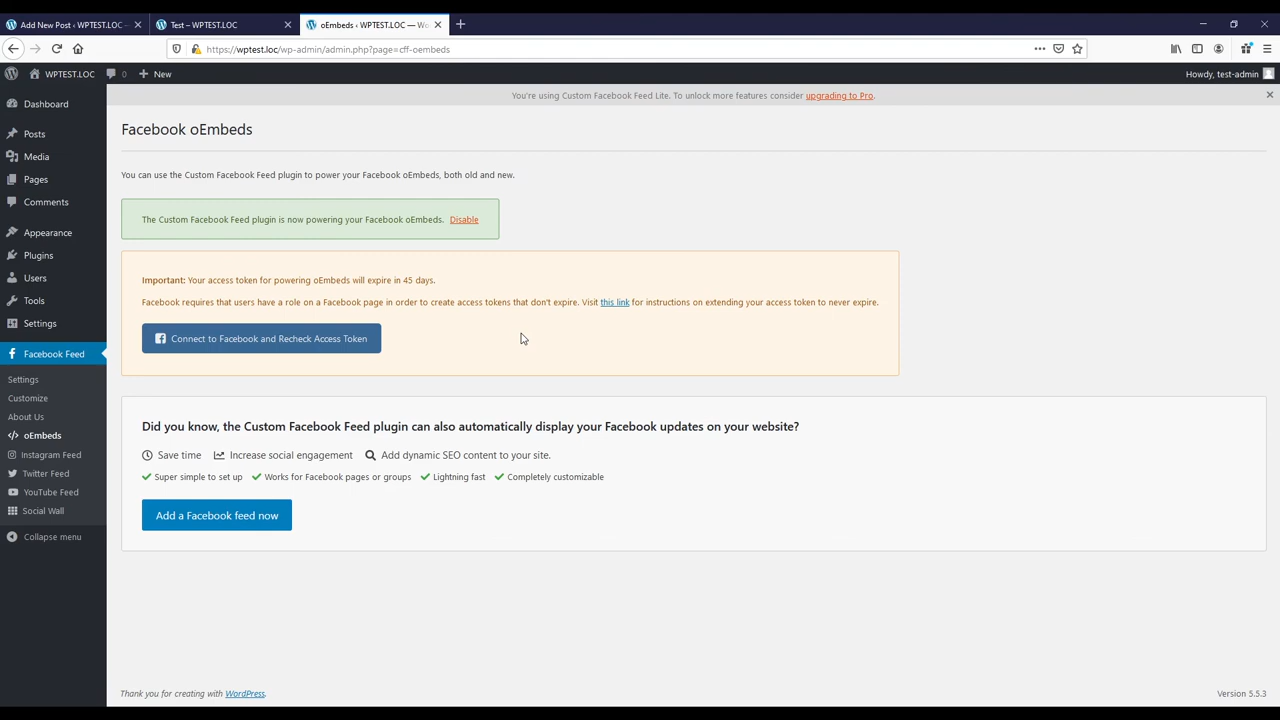 Add New Post ‹ WPTEST.LOC —
Test – WPTEST.LOC
oEmbeds ‹ WPTEST.LOC — Wo
https://wptest.loc/wp-admin/admin.php?page=cff-oembeds
WPTEST.LOC
0
New
Howdy, test-admin
You're using Custom Facebook Feed Lite. To unlock more features consider upgrading to Pro.
Dashboard
Posts
Media
Pages
Comments
Appearance
Plugins
Users
Tools
Settings
Facebook Feed
Settings
Customize
About Us
oEmbeds
Instagram Feed
Twitter Feed
YouTube Feed
Social Wall
Collapse menu
Facebook oEmbeds
You can use the Custom Facebook Feed plugin to power your Facebook oEmbeds, both old and new.
The Custom Facebook Feed plugin is now powering your Facebook oEmbeds. Disable
Important: Your access token for powering oEmbeds will expire in 45 days.
Facebook requires that users have a role on a Facebook page in order to create access tokens that don't expire. Visit this link for instructions on extending your access token to never expire.
Connect to Facebook and Recheck Access Token
Did you know, the Custom Facebook Feed plugin can also automatically display your Facebook updates on your website?
Save time Increase social engagement Add dynamic SEO content to your site.
Super simple to set up Works for Facebook pages or groups Lightning fast Completely customizable
Add a Facebook feed now
Thank you for creating with WordPress.
Version 5.5.3